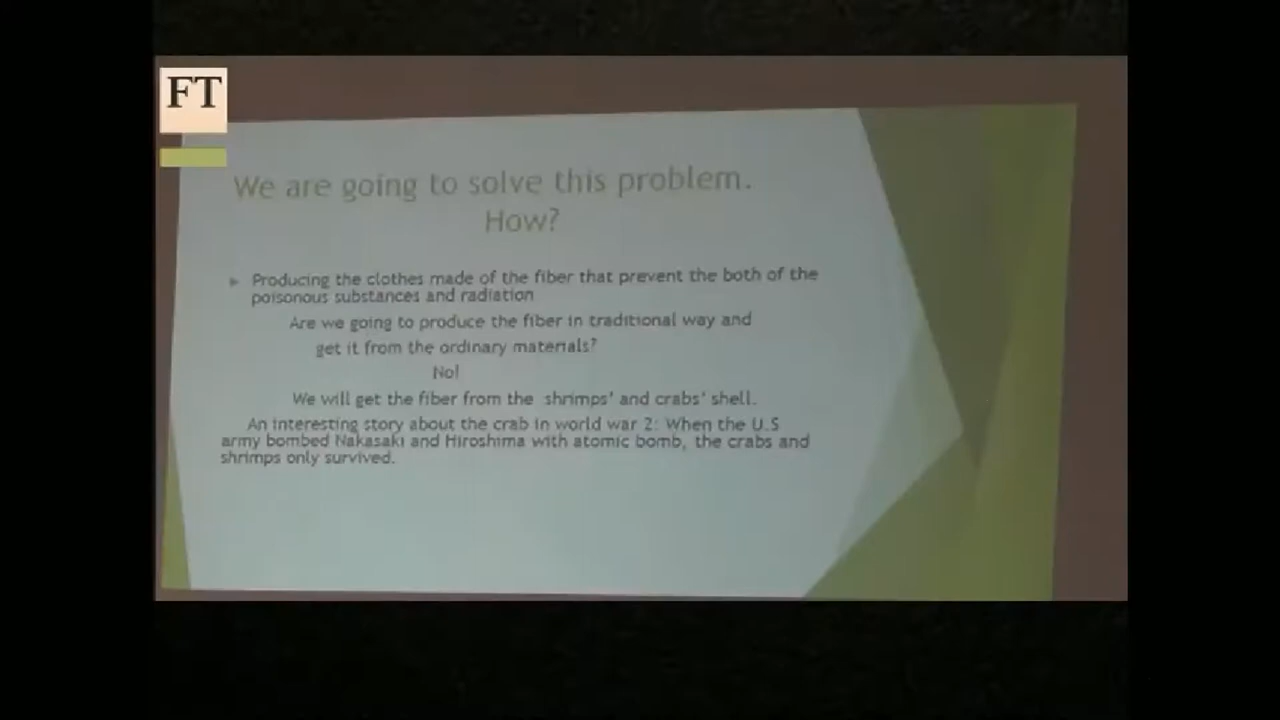 FT
We are going to solve this problem.
How?
Producing the clothes made of the fiber that prevent the both of the
poisonous substances and radiation
Are we going to produce the fiber in traditional way and
get it from the ordinary materials?
No!
We will get the fiber from the shrimps' and crabs' shell.
An interesting story about the crab in world war 2: When the U.S
army bombed Nakasaki and Hiroshima with atomic bomb, the crabs and
shrimps only survived.